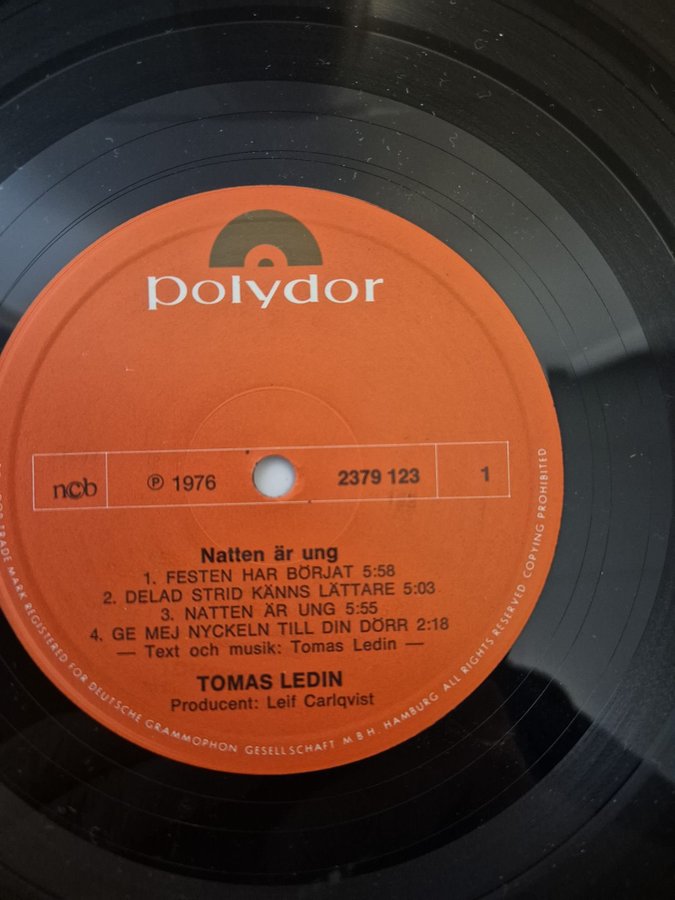 polydor
ncb
℗ 1976
2379 123
1
Natten är ung
1. FESTEN HAR BÖRJAT 5:58
2. DELAD STRID KÄNNS LÄTTARE 5:03
3. NATTEN ÄR UNG 5:55
4. GE MEJ NYCKELN TILL DIN DÖRR 2:18
— Text och musik: Tomas Ledin —
TOMAS LEDIN
Producent: Leif Carlqvist
TRADE MARK REGISTERED FOR DEUTSCHE GRAMMOPHON GESELLSCHAFT M B H. HAMBURG ALL RIGHTS RESERVED COPYING PROHIBITED